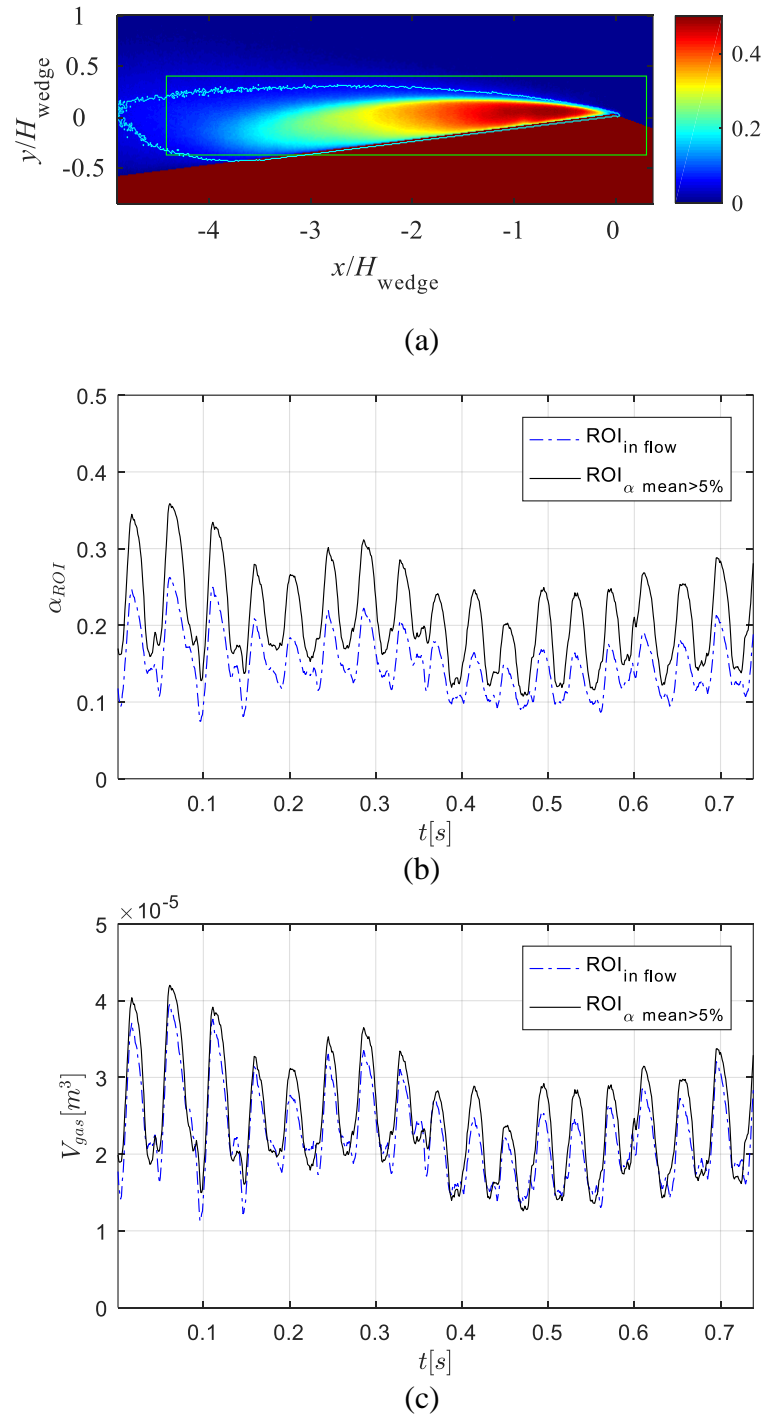 1
0.5
0
-0.5
y/H_wedge
-4 -3 -2 -1 0
x/H_wedge
0.4
0.2
0
(a)
0.5
0.4
0.3
0.2
0.1
0
α_ROI
ROI_in flow
ROI_α mean>5%
0.1 0.2 0.3 0.4 0.5 0.6 0.7
t[s]
(b)
× 10^-5
5
4
3
2
1
0
V_gas[m^3]
ROI_in flow
ROI_α mean>5%
0.1 0.2 0.3 0.4 0.5 0.6 0.7
t[s]
(c)